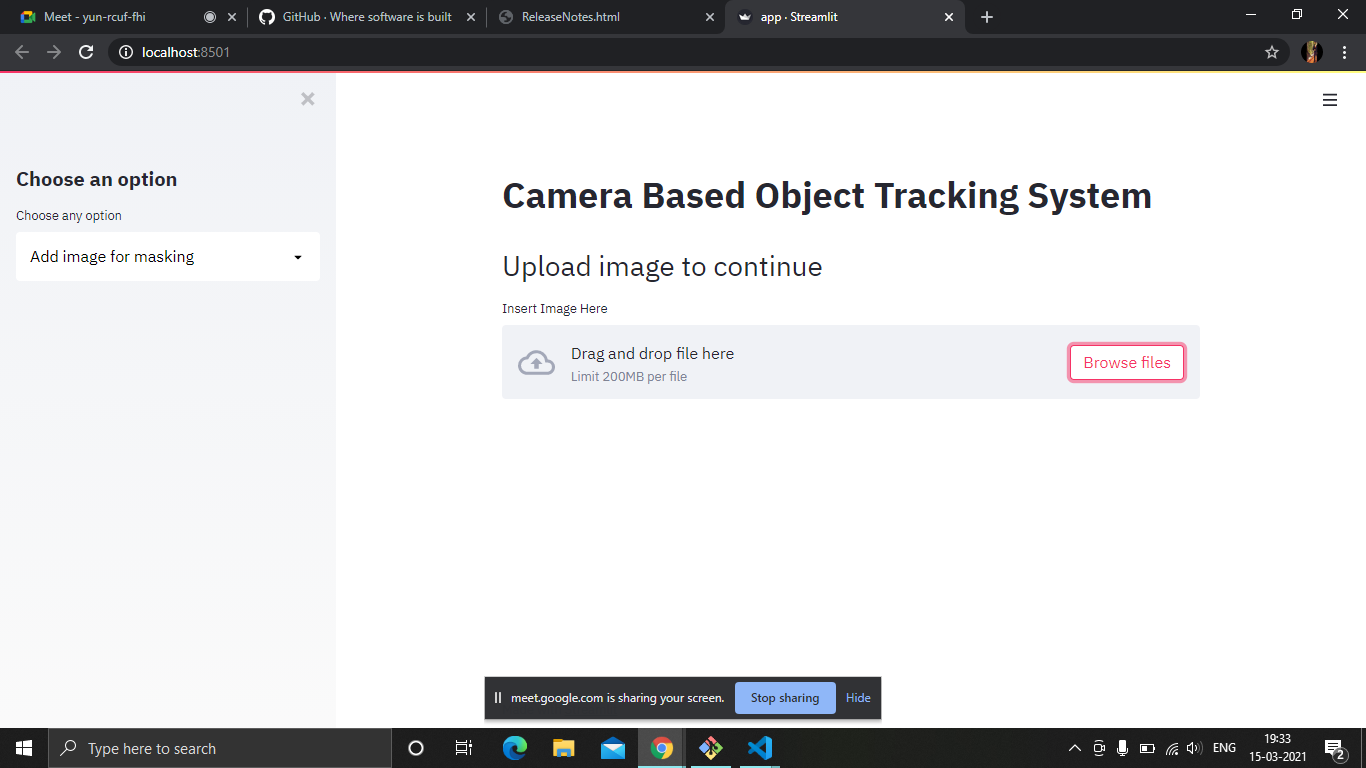 Meet - yun-rcuf-fhi
GitHub · Where software is built
ReleaseNotes.html
app · Streamlit
localhost:8501
Choose an option
Choose any option
Add image for masking
Camera Based Object Tracking System
Upload image to continue
Insert Image Here
Drag and drop file here
Limit 200MB per file
Browse files
meet.google.com is sharing your screen.
Stop sharing
Hide
Type here to search
ENG
19:33
15-03-2021
2